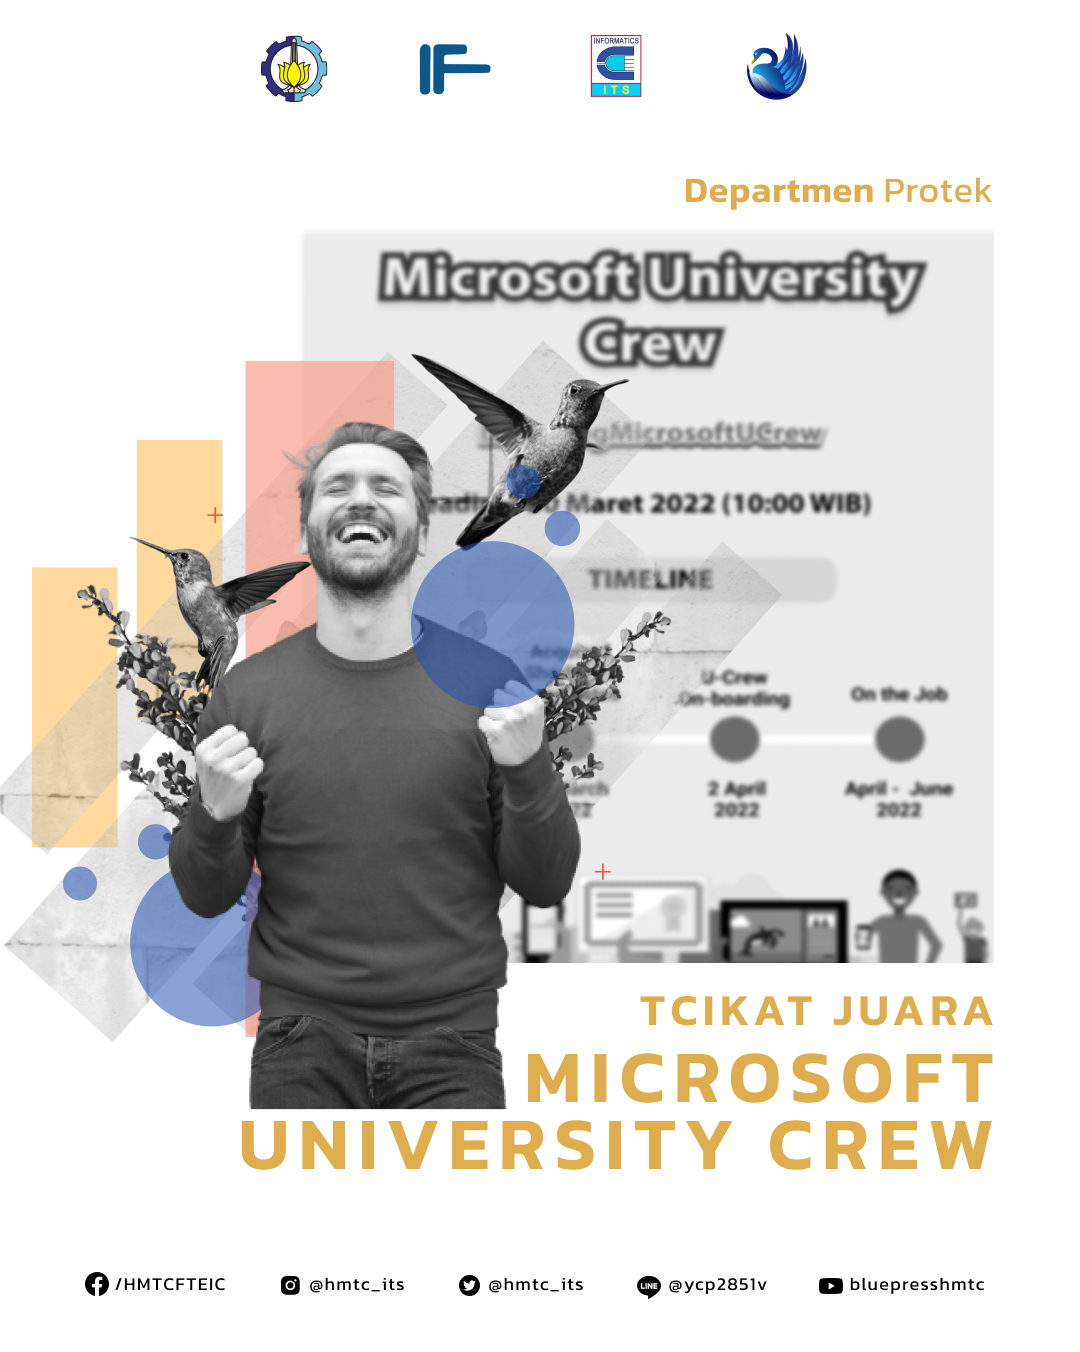 INFORMATICS
ITS
Departmen Protek
Microsoft University
Crew
gMicrosoftUCrew
Maret 2022 (10:00 WIB)
TIMELINE
U-Crew
On-boarding
On the Job
2 April
2022
April - June
2022
TCIKAT JUARA
MICROSOFT
UNIVERSITY CREW
/HMTCFTEIC
@hmtc_its
@hmtc_its
LINE
@ycp2851v
bluepresshmtc